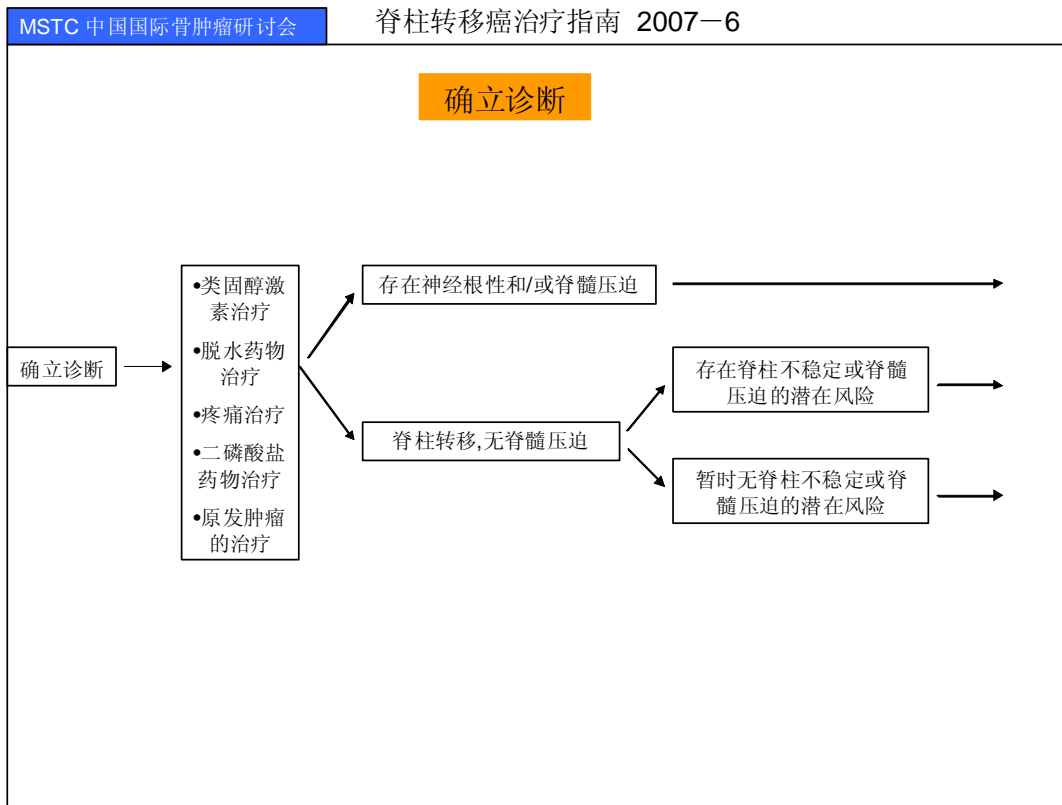 MSTC 中国国际骨肿瘤研讨会
脊柱转移癌治疗指南 2007－6
确立诊断
确立诊断
•类固醇激
素治疗
•脱水药物
治疗
•疼痛治疗
•二磷酸盐
药物治疗
•原发肿瘤
的治疗
存在神经根性和/或脊髓压迫
脊柱转移,无脊髓压迫
存在脊柱不稳定或脊髓
压迫的潜在风险
暂时无脊柱不稳定或脊
髓压迫的潜在风险